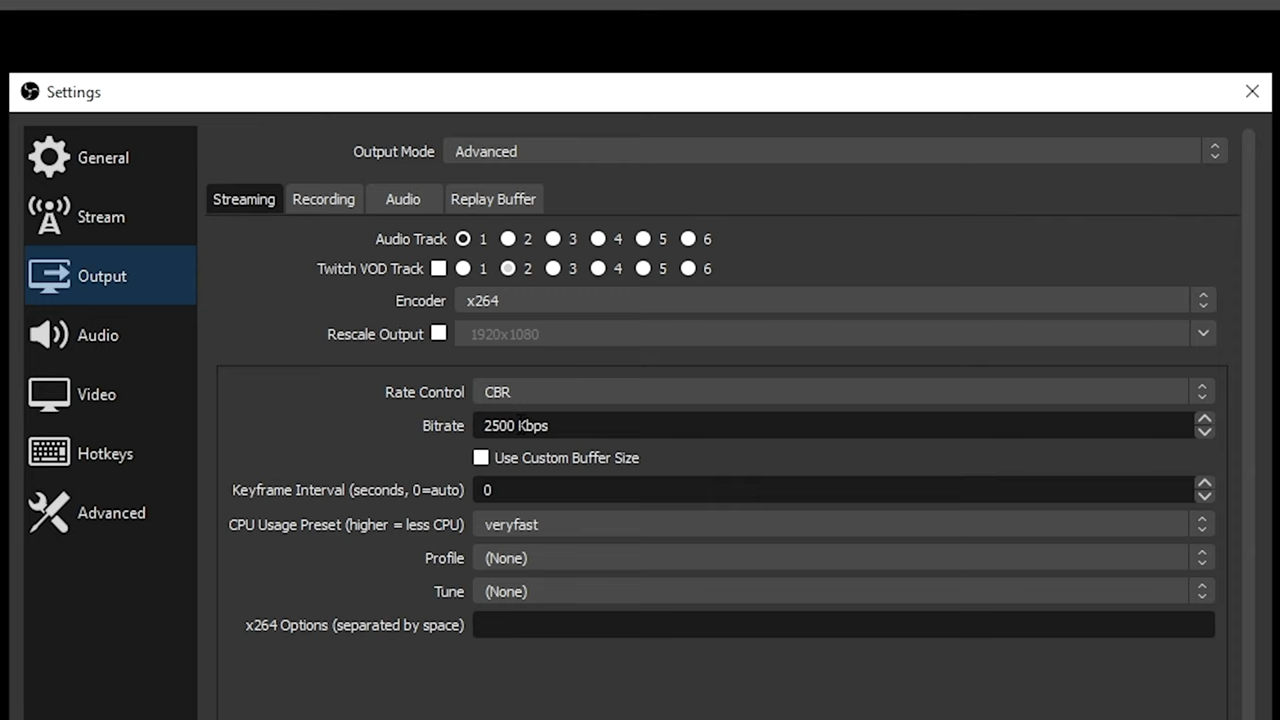 Settings
General
Stream
Output
Audio
Video
Hotkeys
Advanced
Output Mode Advanced
Streaming Recording Audio Replay Buffer
Audio Track 1 2 3 4 5 6
Twitch VOD Track 1 2 3 4 5 6
Encoder x264
Rescale Output 1920x1080
Rate Control CBR
Bitrate 2500 Kbps
Use Custom Buffer Size
Keyframe Interval (seconds, 0=auto) 0
CPU Usage Preset (higher = less CPU) veryfast
Profile (None)
Tune (None)
x264 Options (separated by space)